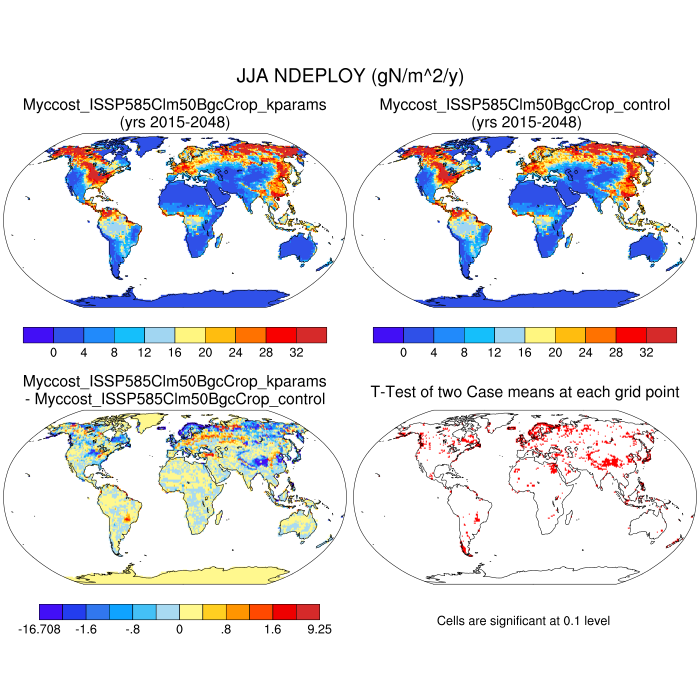 JJA NDEPLOY (gN/m^2/y)
Myccost_ISSP585Clm50BgcCrop_kparams
(yrs 2015-2048)
Myccost_ISSP585Clm50BgcCrop_control
(yrs 2015-2048)
0 4 8 12 16 20 24 28 32
0 4 8 12 16 20 24 28 32
Myccost_ISSP585Clm50BgcCrop_kparams
- Myccost_ISSP585Clm50BgcCrop_control
T-Test of two Case means at each grid point
-16.708 -1.6 -.8 0 .8 1.6 9.25
Cells are significant at 0.1 level